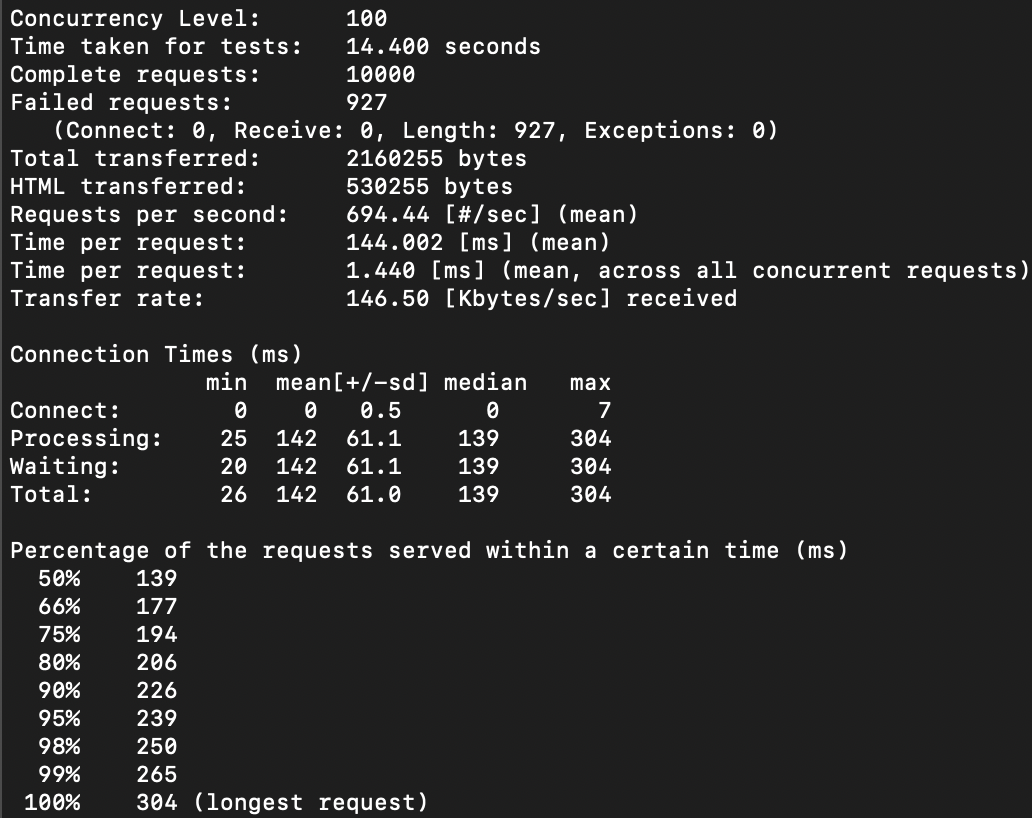 Concurrency Level:      100
Time taken for tests:   14.400 seconds
Complete requests:      10000
Failed requests:        927
   (Connect: 0, Receive: 0, Length: 927, Exceptions: 0)
Total transferred:      2160255 bytes
HTML transferred:       530255 bytes
Requests per second:    694.44 [#/sec] (mean)
Time per request:       144.002 [ms] (mean)
Time per request:       1.440 [ms] (mean, across all concurrent requests)
Transfer rate:          146.50 [Kbytes/sec] received

Connection Times (ms)
              min  mean[+/-sd] median   max
Connect:        0    0   0.5      0       7
Processing:    25  142  61.1    139     304
Waiting:       20  142  61.1    139     304
Total:         26  142  61.0    139     304

Percentage of the requests served within a certain time (ms)
  50%    139
  66%    177
  75%    194
  80%    206
  90%    226
  95%    239
  98%    250
  99%    265
 100%    304 (longest request)